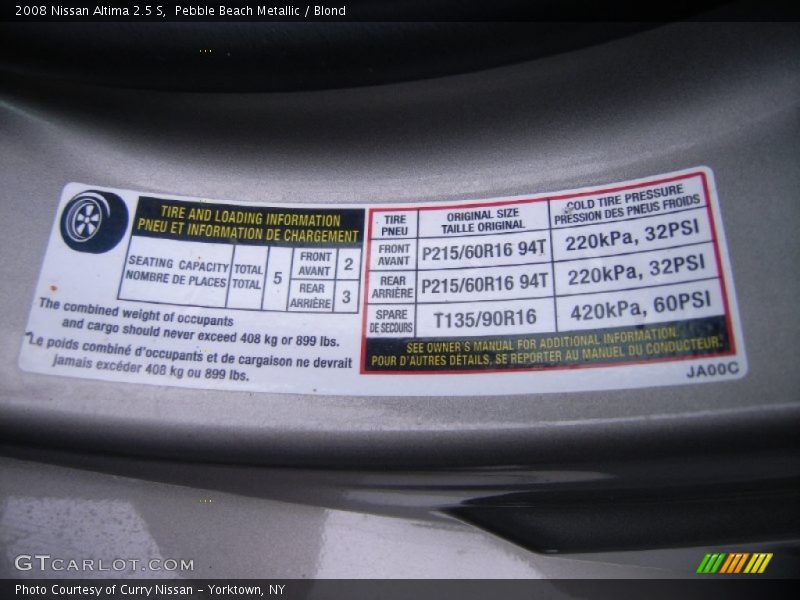 2008 Nissan Altima 2.5 S, Pebble Beach Metallic / Blond
TIRE AND LOADING INFORMATION
PNEU ET INFORMATION DE CHARGEMENT
SEATING CAPACITY
NOMBRE DE PLACES
TOTAL
TOTAL
5
FRONT
AVANT
2
REAR
ARRIÈRE
3
The combined weight of occupants
and cargo should never exceed 408 kg or 899 lbs.
Le poids combiné d'occupants et de cargaison ne devrait
jamais excéder 408 kg ou 899 lbs.
TIRE
PNEU
ORIGINAL SIZE
TAILLE ORIGINAL
COLD TIRE PRESSURE
PRESSION DES PNEUS FROIDS
FRONT
AVANT
P215/60R16 94T
220kPa, 32PSI
REAR
ARRIÈRE
P215/60R16 94T
220kPa, 32PSI
SPARE
DE SECOURS
T135/90R16
420kPa, 60PSI
SEE OWNER'S MANUAL FOR ADDITIONAL INFORMATION.
POUR D'AUTRES DÉTAILS, SE REPORTER AU MANUEL DU CONDUCTEUR.
JA00C
GTCARLOT.COM
Photo Courtesy of Curry Nissan - Yorktown, NY